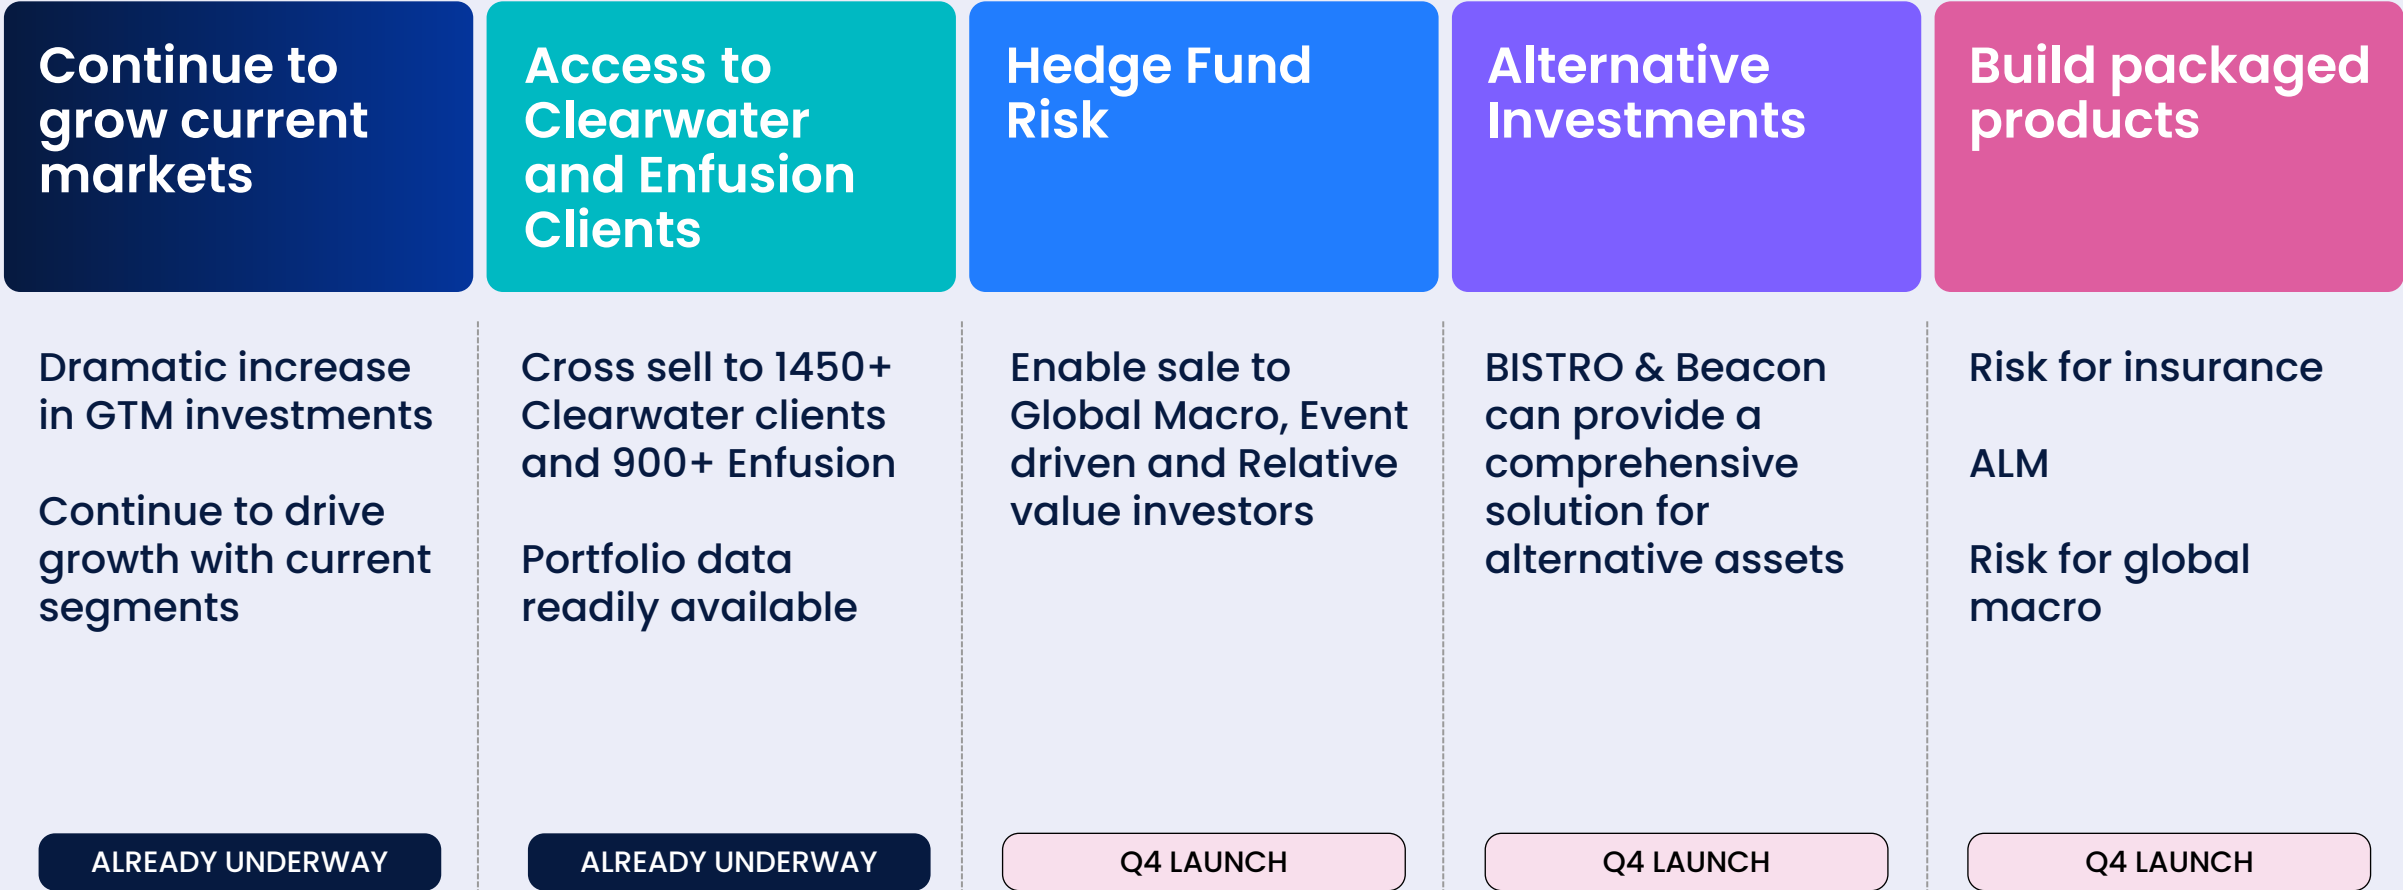 Continue to
grow current
markets
Dramatic increase
in GTM investments
Continue to drive
growth with current
segments
ALREADY UNDERWAY
Access to
Clearwater
and Enfusion
Clients
Cross sell to 1450+
Clearwater clients
and 900+ Enfusion
Portfolio data
readily available
ALREADY UNDERWAY
Hedge Fund
Risk
Enable sale to
Global Macro, Event
driven and Relative
value investors
Q4 LAUNCH
Alternative
Investments
BISTRO & Beacon
can provide a
comprehensive
solution for
alternative assets
Q4 LAUNCH
Build packaged
products
Risk for insurance
ALM
Risk for global
macro
Q4 LAUNCH